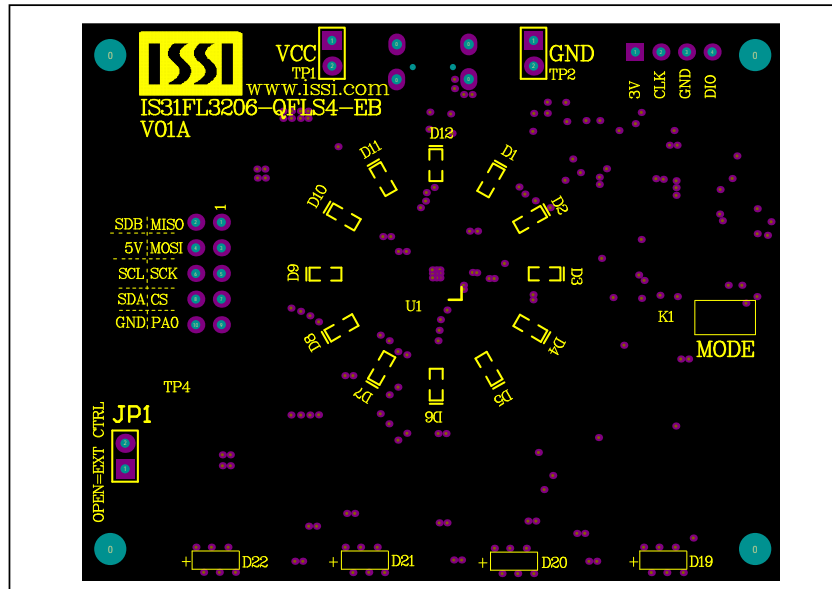 ISSI
VCC
TP1
GND
TP2
3V CLK GND DIO
www.issi.com
IS31FL3206-QFLS4-EB
V01A
D12
D11
D1
D10
D2
1
SDB MISO
5V MOSI
SCL SCK
SDA CS
GND PA0
D9
D3
U1
K1
MODE
D8
D4
D7
D5
D6
TP4
JP1
OPEN=EXT CTRL
+ D22
+ D21
+ D20
+ D19